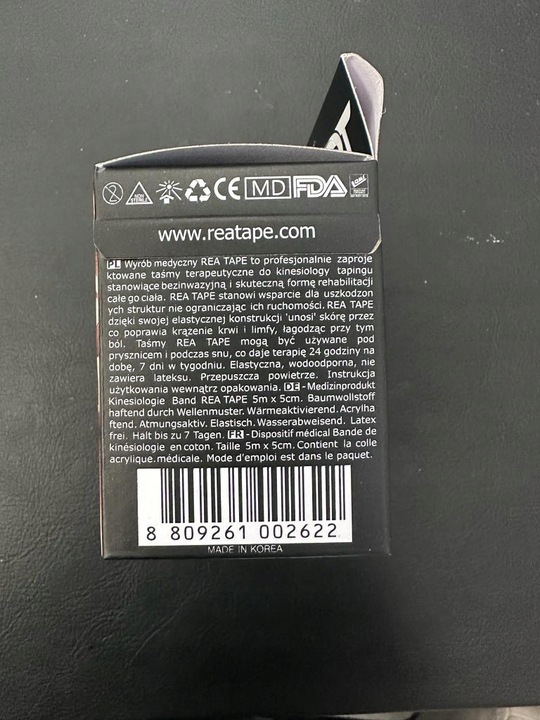 CE MD FDA
www.reatape.com
PL Wyrób medyczny REA TAPE to profesjonalnie zaproje
ktowane taśmy terapeutyczne do kinesiology tapingu
stanowiące bezinwazyjną i skuteczną formę rehabilitacji
całego ciała. REA TAPE stanowi wsparcie dla uszkodzon
ych struktur nie ograniczając ich ruchomości. REA TAPE
dzięki swojej elastycznej konstrukcji 'unosi' skórę przez
co poprawia krążenie krwi i limfy, łagodząc przy tym
ból. Taśmy REA TAPE mogą być używane pod
prysznicem i podczas snu, co daje terapię 24 godziny na
dobę, 7 dni w tygodniu. Elastyczna, wodoodporna, nie
zawiera lateksu. Przepuszcza powietrze. Instrukcja
użytkowania wewnątrz opakowania. DE - Medizinprodukt
Kinesiologie Band REA TAPE 5m x 5cm. Baumwollstoff
haftend durch Wellenmuster. Wärmeaktivierend. Acrylha
ftend. Atmungsaktiv. Elastisch. Wasserabweisend. Latex
frei. Hält bis zu 7 Tagen. FR - Dispositif médical Bande de
kinésiologie en coton. Taille 5m x 5cm. Contient la colle
acrylique médicale. Mode d'emploi est dans le paquet.
8 809261 002622
MADE IN KOREA